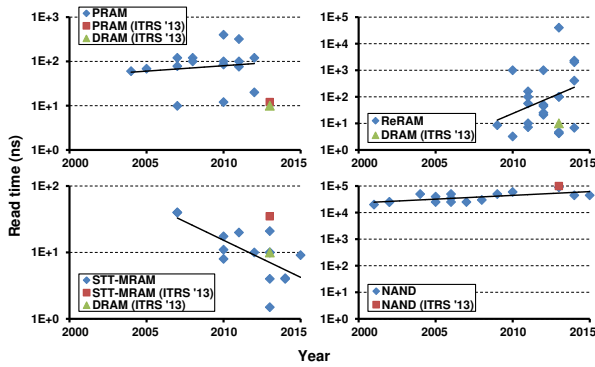 Read time (ns)
1E+3
1E+2
1E+1
1E+0
PRAM
PRAM (ITRS '13)
DRAM (ITRS '13)
2000 2005 2010 2015
1E+5
1E+4
1E+3
1E+2
1E+1
1E+0
ReRAM
DRAM (ITRS '13)
2000 2005 2010 2015
1E+2
1E+1
1E+0
STT-MRAM
STT-MRAM (ITRS '13)
DRAM (ITRS '13)
2000 2005 2010 2015
1E+5
1E+4
1E+3
1E+2
1E+1
1E+0
NAND
NAND (ITRS '13)
2000 2005 2010 2015
Year